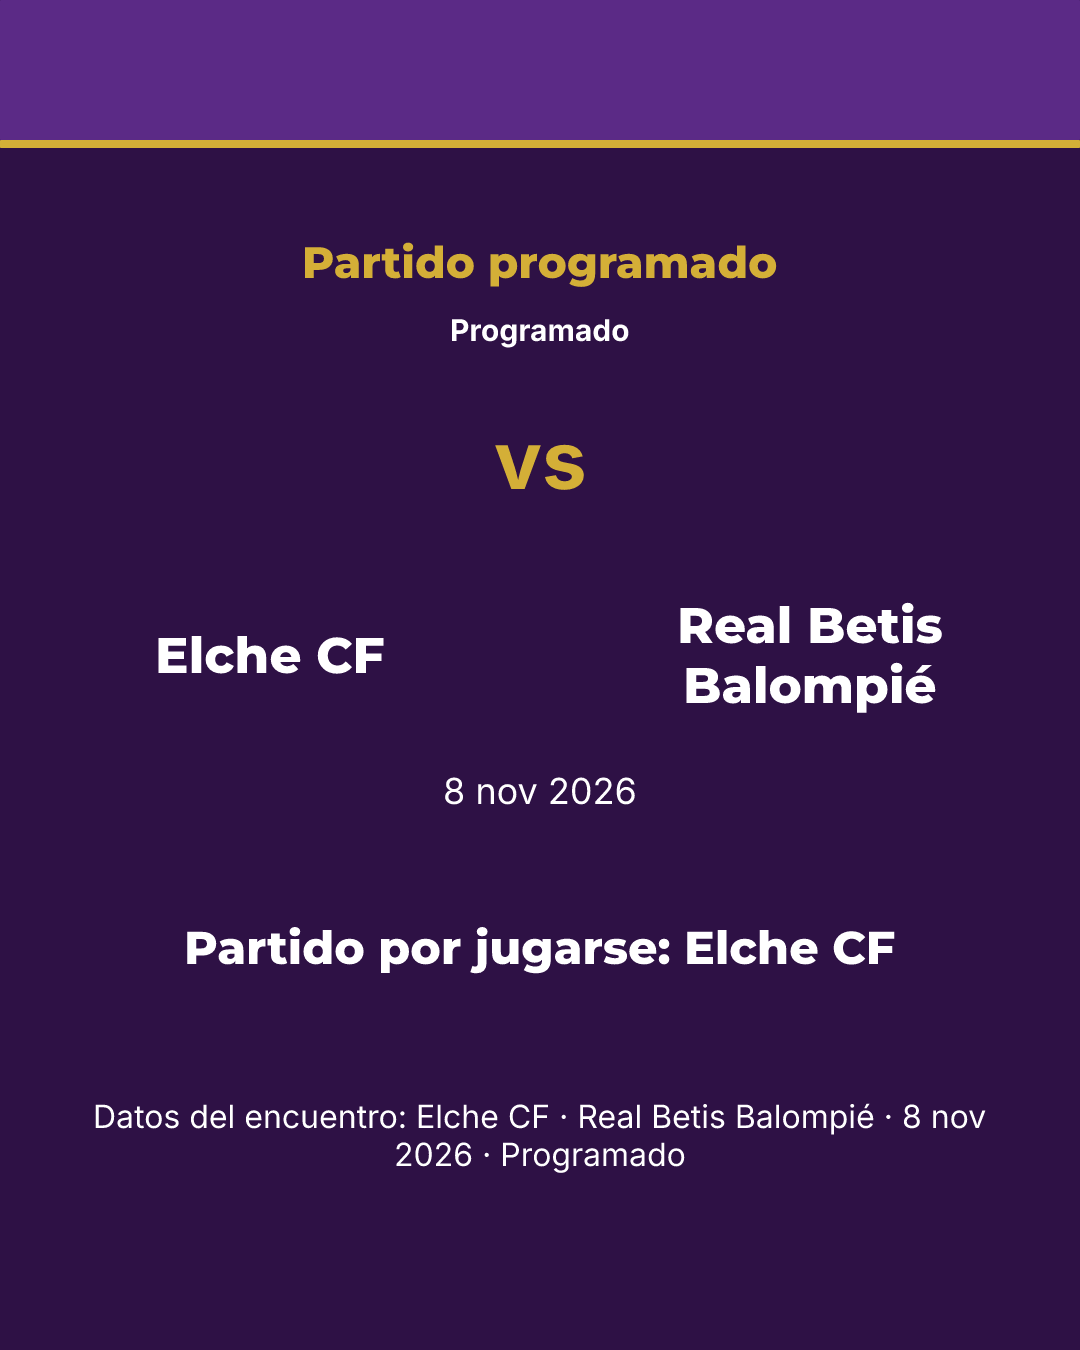 Partido programado
Programado
VS
Elche CF
Real Betis
Balompié
8 nov 2026
Partido por jugarse: Elche CF
Datos del encuentro: Elche CF · Real Betis Balompié · 8 nov
2026 · Programado